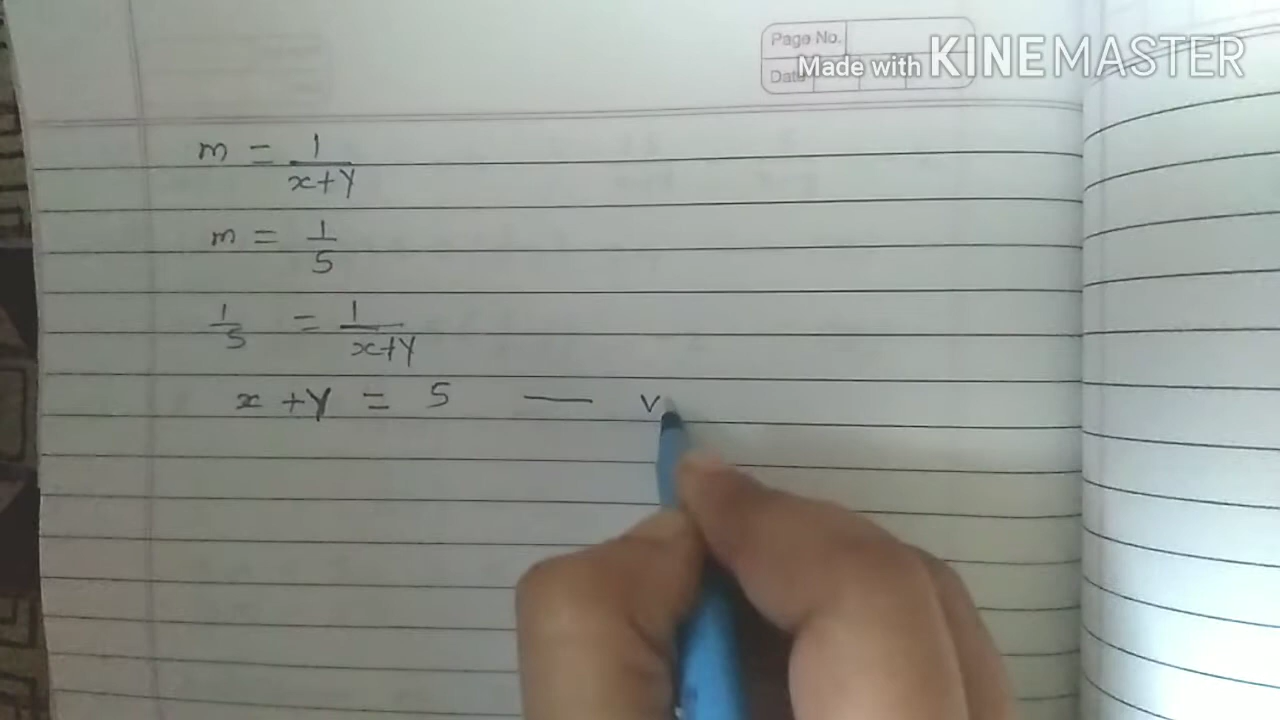 Page No.
Date
Made with KINEMASTER
m = 1/x+y
m = 1/5
1/5 = 1/x+y
x + y = 5 — v